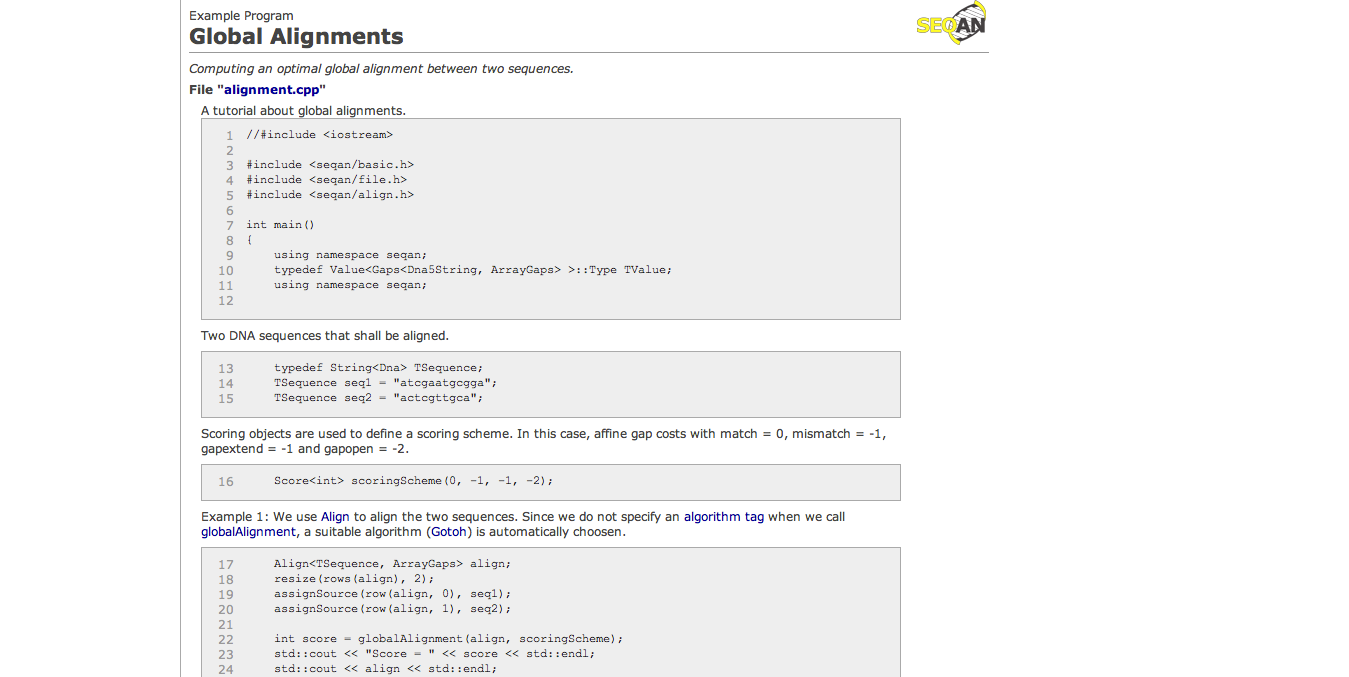 Example Program
Global Alignments
SEQAN
Computing an optimal global alignment between two sequences.
File "alignment.cpp"
A tutorial about global alignments.
1 //#include <iostream>
2
3 #include <seqan/basic.h>
4 #include <seqan/file.h>
5 #include <seqan/align.h>
6
7 int main()
8 {
9 using namespace seqan;
10 typedef Value<Gaps<Dna5String, ArrayGaps> >::Type TValue;
11 using namespace seqan;
12
Two DNA sequences that shall be aligned.
13 typedef String<Dna> TSequence;
14 TSequence seq1 = "atcgaatgcgga";
15 TSequence seq2 = "actcgttgca";
Scoring objects are used to define a scoring scheme. In this case, affine gap costs with match = 0, mismatch = -1,
gapextend = -1 and gapopen = -2.
16 Score<int> scoringScheme(0, -1, -1, -2);
Example 1: We use Align to align the two sequences. Since we do not specify an algorithm tag when we call
globalAlignment, a suitable algorithm (Gotoh) is automatically choosen.
17 Align<TSequence, ArrayGaps> align;
18 resize(rows(align), 2);
19 assignSource(row(align, 0), seq1);
20 assignSource(row(align, 1), seq2);
21
22 int score = globalAlignment(align, scoringScheme);
23 std::cout << "Score = " << score << std::endl;
24 std::cout << align << std::endl;